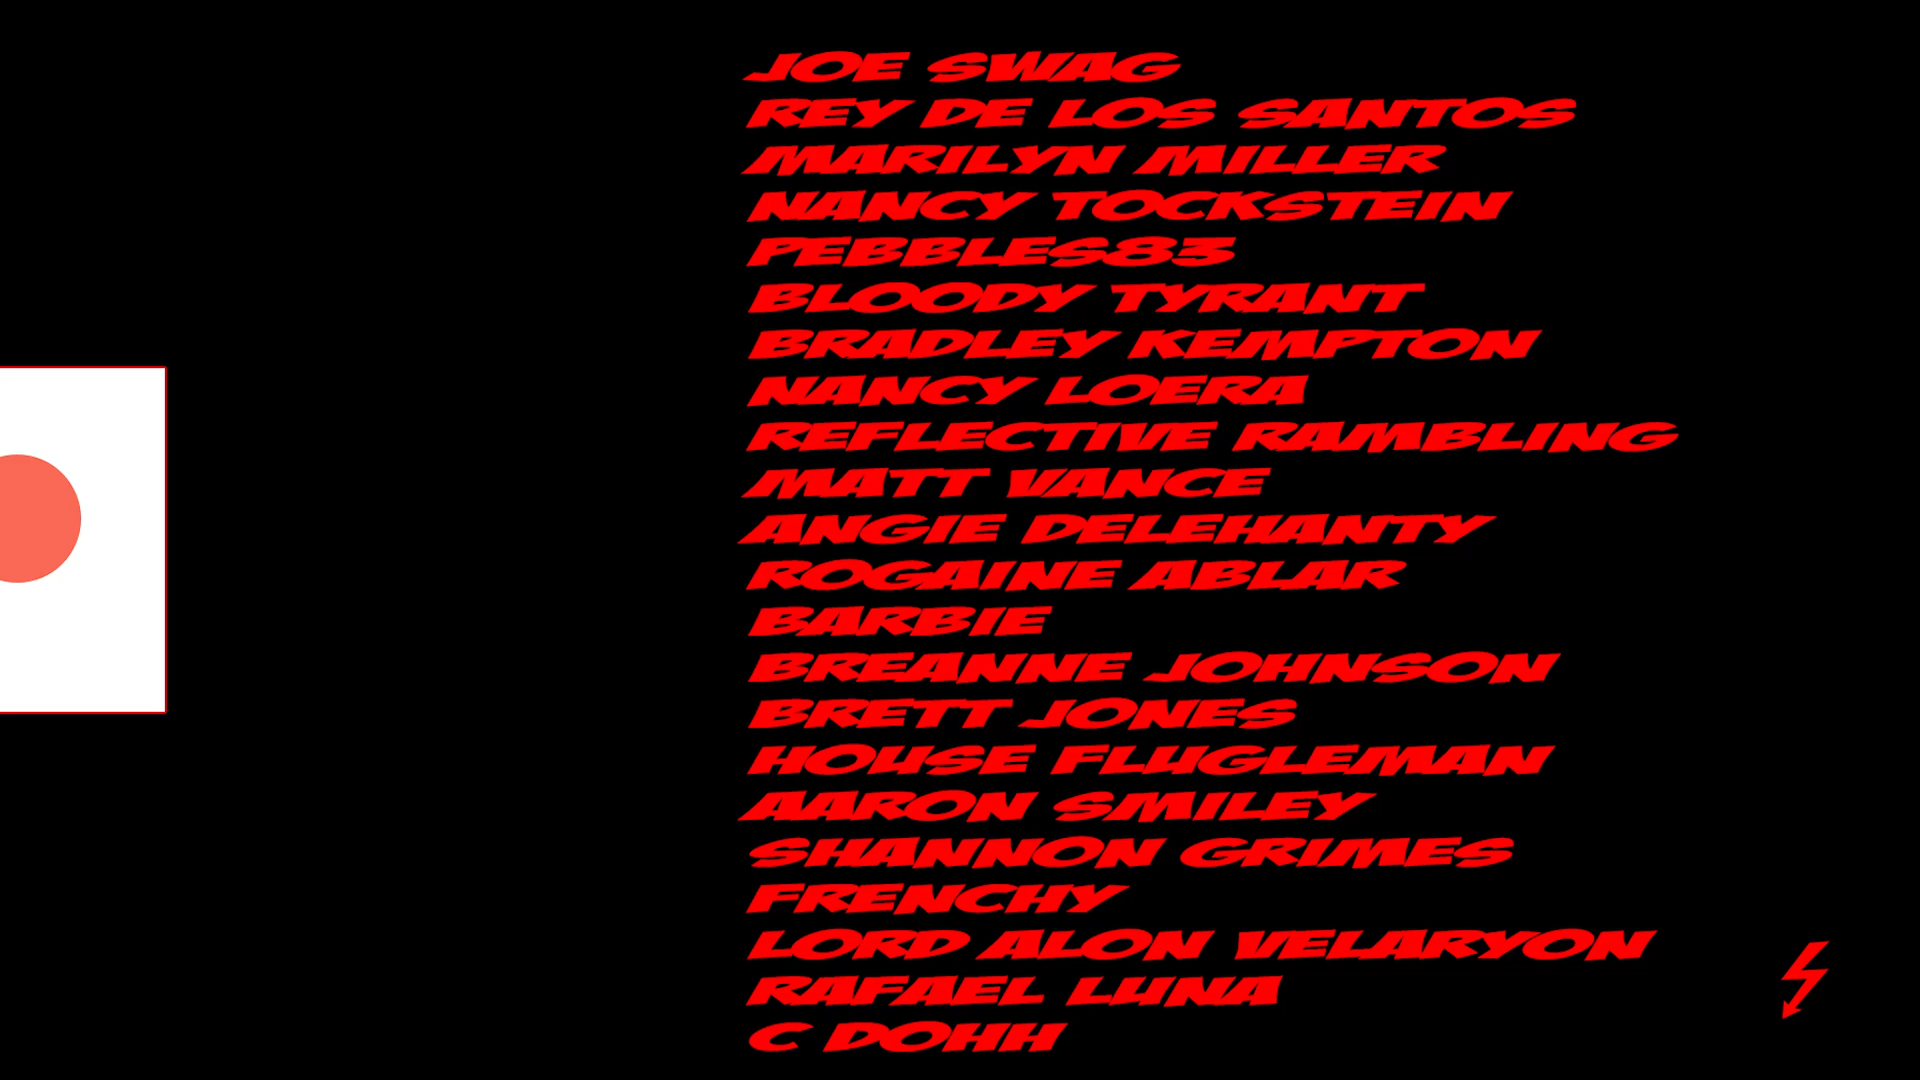 JOE SWAG
REY DE LOS SANTOS
MARILYN MILLER
NANCY TOCKSTEIN
PEBBLES83
BLOODY TYRANT
BRADLEY KEMPTON
NANCY LOERA
REFLECTIVE RAMBLING
MATT VANCE
ANGIE DELEHANTY
ROGAINE ABLAR
BARBIE
BREANNE JOHNSON
BRETT JONES
HOUSE FLUGLEMAN
AARON SMILEY
SHANNON GRIMES
FRENCHY
LORD ALON VELARYON
RAFAEL LUNA
C DOHH